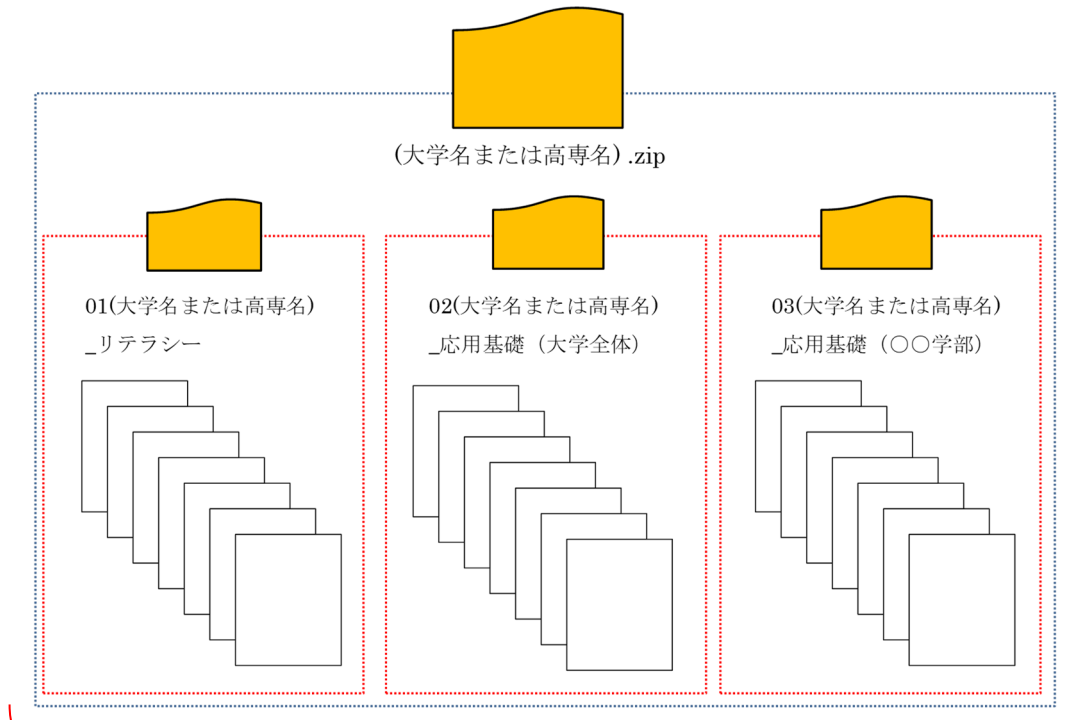 (大学名または高専名) .zip
01(大学名または高専名)
_リテラシー
02(大学名または高専名)
_応用基礎（大学全体）
03(大学名または高専名)
_応用基礎（○○学部）